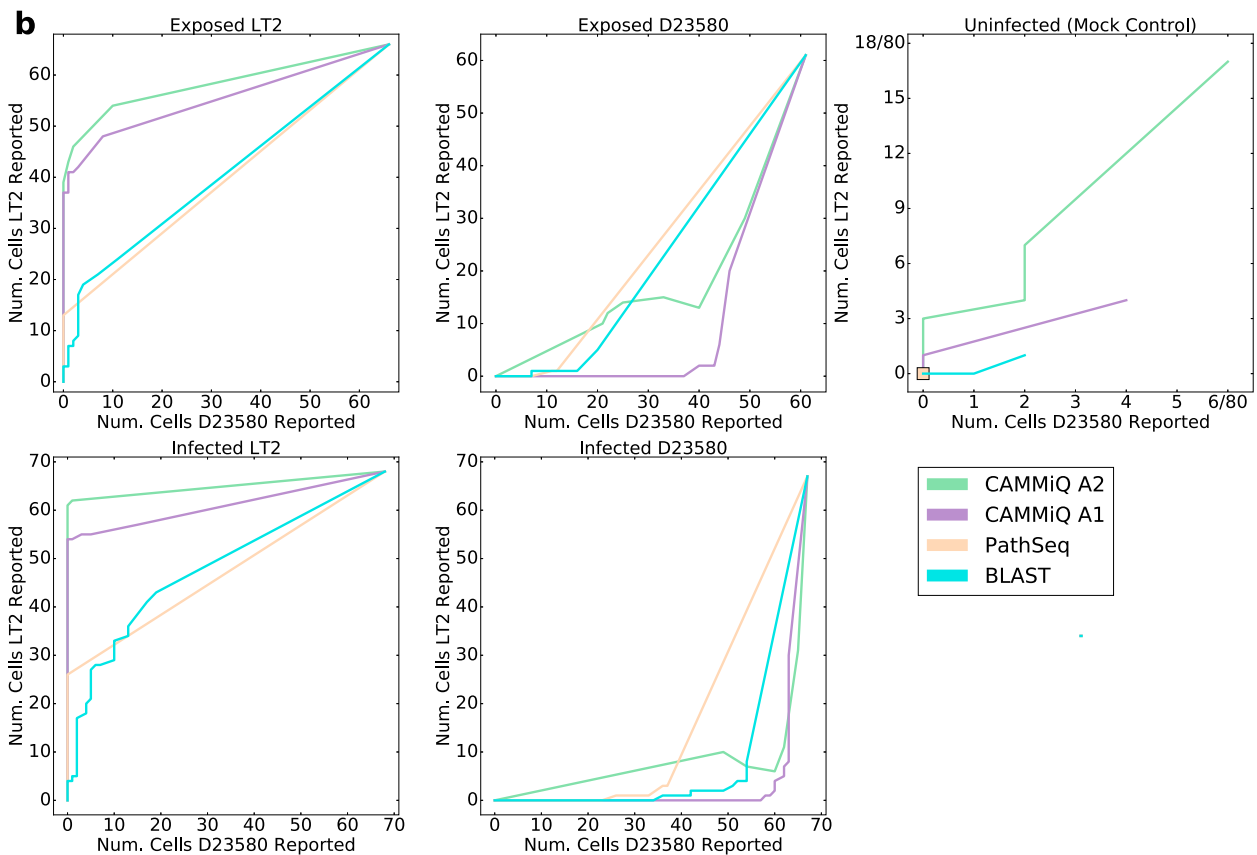 b
Exposed LT2
Num. Cells LT2 Reported
60
50
40
30
20
10
0
0 10 20 30 40 50 60
Num. Cells D23580 Reported
Exposed D23580
Num. Cells LT2 Reported
60
50
40
30
20
10
0
0 10 20 30 40 50 60
Num. Cells D23580 Reported
Uninfected (Mock Control)
Num. Cells LT2 Reported
18/80
15
12
9
6
3
0
0 1 2 3 4 5 6/80
Num. Cells D23580 Reported
Infected LT2
Num. Cells LT2 Reported
70
60
50
40
30
20
10
0
0 10 20 30 40 50 60 70
Num. Cells D23580 Reported
Infected D23580
Num. Cells LT2 Reported
70
60
50
40
30
20
10
0
0 10 20 30 40 50 60 70
Num. Cells D23580 Reported
CAMMiQ A2
CAMMiQ A1
PathSeq
BLAST